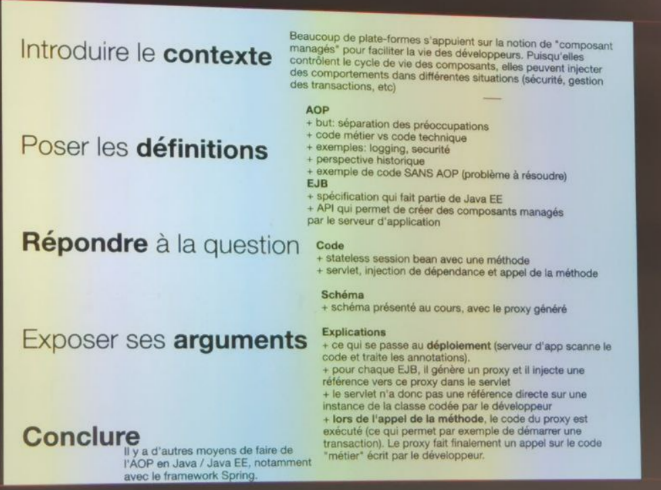 Introduire le contexte
Beaucoup de plate-formes s'appuient sur la notion de "composant
managés" pour faciliter la vie des développeurs. Puisqu'elles
contrôlent le cycle de vie des composants, elles peuvent injecter
des comportements dans différentes situations (sécurité, gestion
des transactions, etc)
Poser les définitions
AOP
+ but: séparation des préoccupations
+ code métier vs code technique
+ exemples: logging, securité
+ perspective historique
+ exemple de code SANS AOP (problème à résoudre)
EJB
+ spécification qui fait partie de Java EE
+ API qui permet de créer des composants managés
par le serveur d'application
Répondre à la question
Code
+ stateless session bean avec une méthode
+ servlet, injection de dépendance et appel de la méthode
Schéma
+ schéma présenté au cours, avec le proxy généré
Exposer ses arguments
Explications
+ ce qui se passe au déploiement (serveur d'app scanne le
code et traite les annotations).
+ pour chaque EJB, il génère un proxy et il injecte une
référence vers ce proxy dans le servlet
+ le servlet n'a donc pas une référence directe sur une
instance de la classe codée par le développeur
+ lors de l'appel de la méthode, le code du proxy est
exécuté (ce qui permet par exemple de démarrer une
transaction). Le proxy fait finalement un appel sur le code
"métier" écrit par le développeur.
Conclure
Il y a d'autres moyens de faire de
l'AOP en Java / Java EE, notamment
avec le framework Spring.